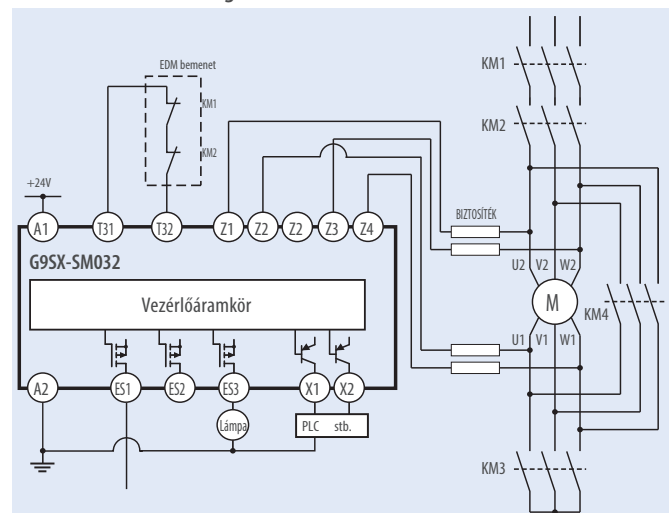 EDM bemenet
KM1
KM1
KM2
KM2
+24V
BIZTOSÍTÉK
A1 T31 T32 Z1 Z2 Z2 Z3 Z4
G9SX-SM032
U2 V2 W2
Vezérlőáramkör
M
KM4
U1 V1 W1
A2 ES1 ES2 ES3 X1 X2
Lámpa
PLC stb.
KM3